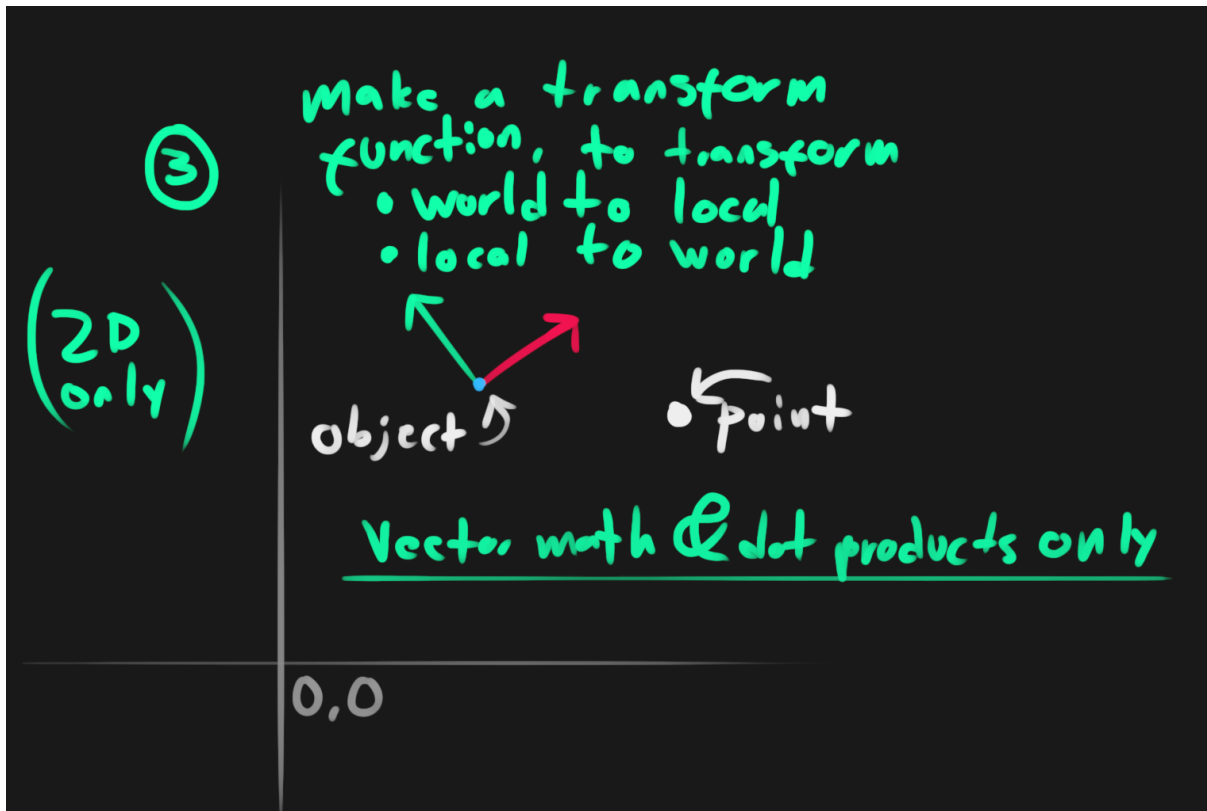 3
make a transform
function, to transform
• world to local
• local to world
(2D
only)
object
point
Vector math & dot products only
0,0